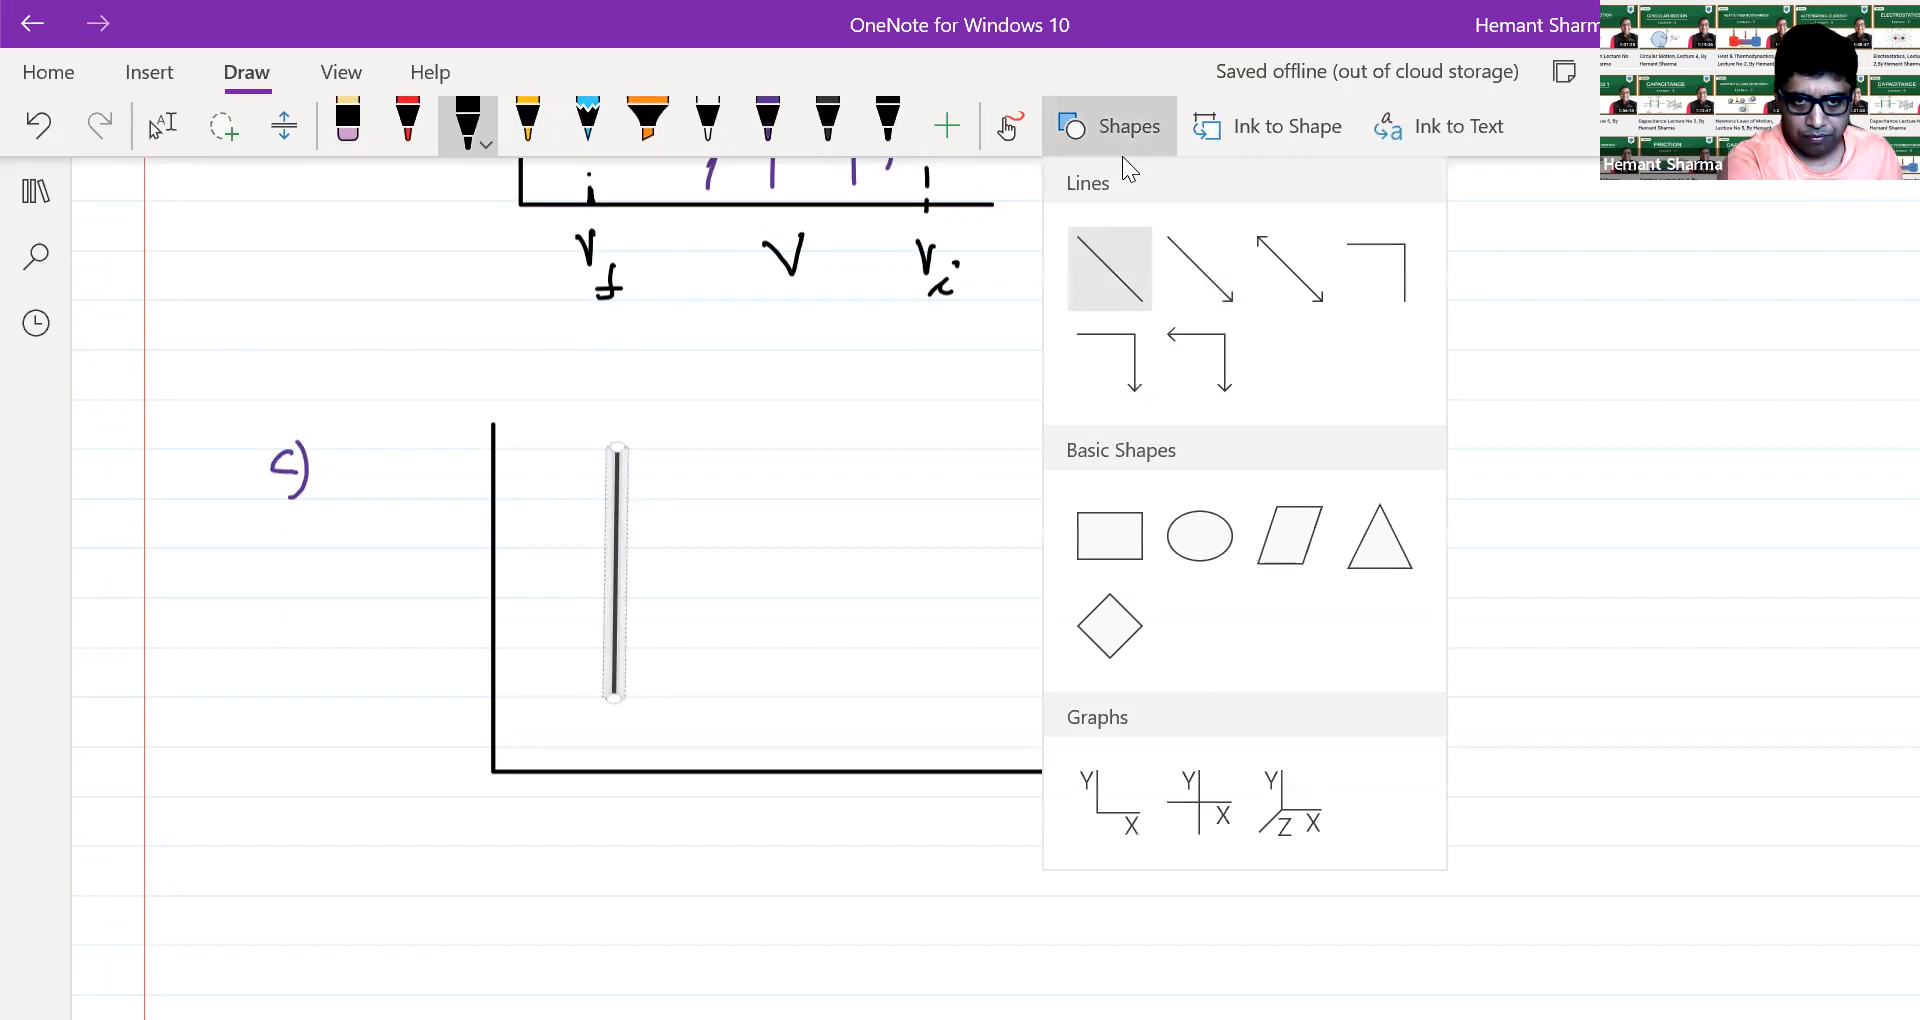 OneNote for Windows 10
Hemant Sharm
Home Insert Draw View Help
Saved offline (out of cloud storage)
Shapes Ink to Shape Ink to Text
Hemant Sharma
Lines
Vf V Vi
Basic Shapes
c)
Graphs
Y X
Y X
Y Z X